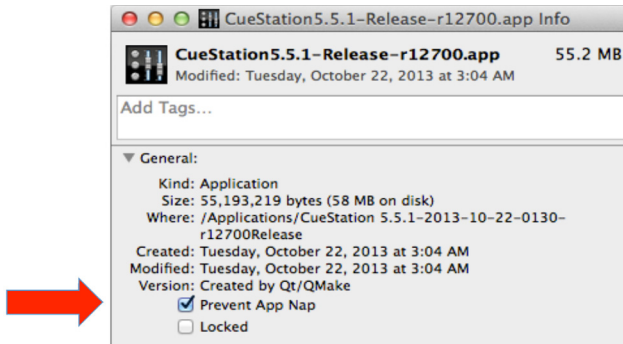 CueStation5.5.1-Release-r12700.app Info
CueStation5.5.1-Release-r12700.app 55.2 MB
Modified: Tuesday, October 22, 2013 at 3:04 AM
Add Tags...
General:
Kind: Application
Size: 55,193,219 bytes (58 MB on disk)
Where: /Applications/CueStation 5.5.1-2013-10-22-0130-
r12700Release
Created: Tuesday, October 22, 2013 at 3:04 AM
Modified: Tuesday, October 22, 2013 at 3:04 AM
Version: Created by Qt/QMake
Prevent App Nap
Locked